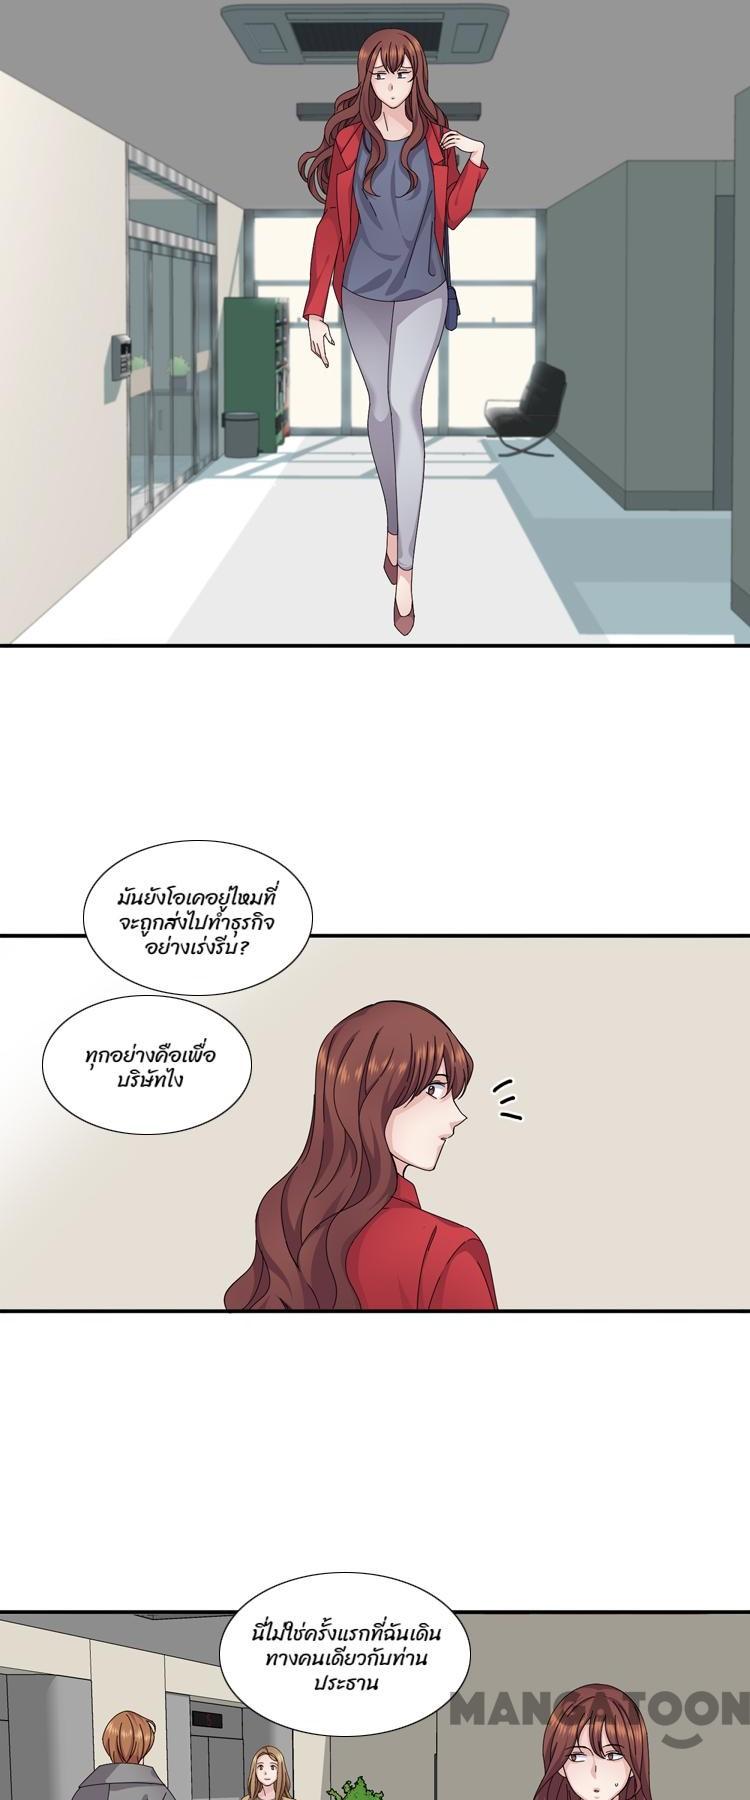 มันยังโอเคอยู่ไหมที่
จะถูกส่งไปทำธุรกิจ
อย่างเร่งรีบ?
ทุกอย่างคือเพื่อ
บริษัทไง
นี่ไม่ใช่ครั้งแรกที่ฉันเดิน
ทางคนเดียวกับท่าน
ประธาน
MANGATOON